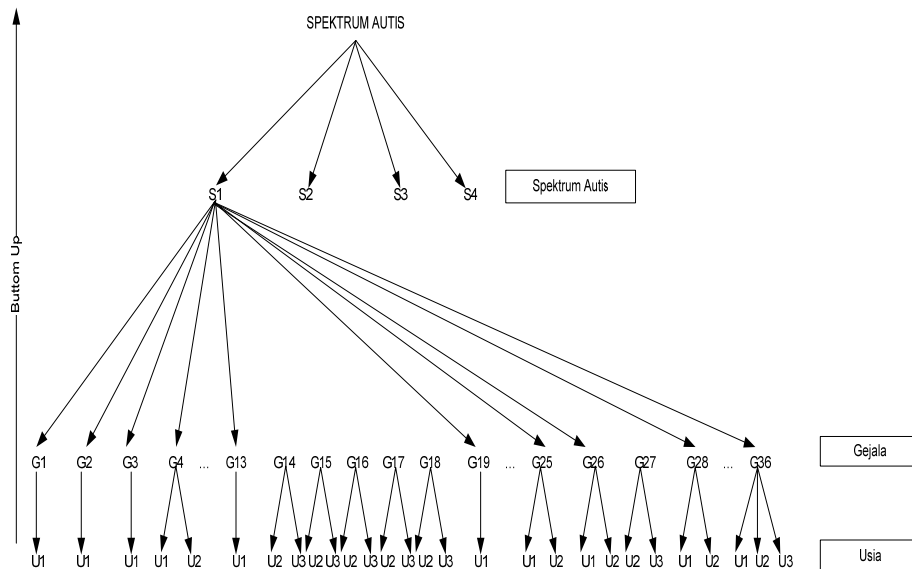 SPEKTRUM AUTIS
S1 S2 S3 S4 Spektrum Autis
Buttom Up
G1 G2 G3 G4 ... G13 G14 G15 G16 G17 G18 G19 ... G25 G26 G27 G28 ... G36 Gejala
U1 U1 U1 U1 U2 U1 U2 U3 U2 U3 U2 U3 U2 U3 U2 U3 U1 U1 U2 U1 U2 U2 U3 U1 U2 U1 U2 U3 Usia